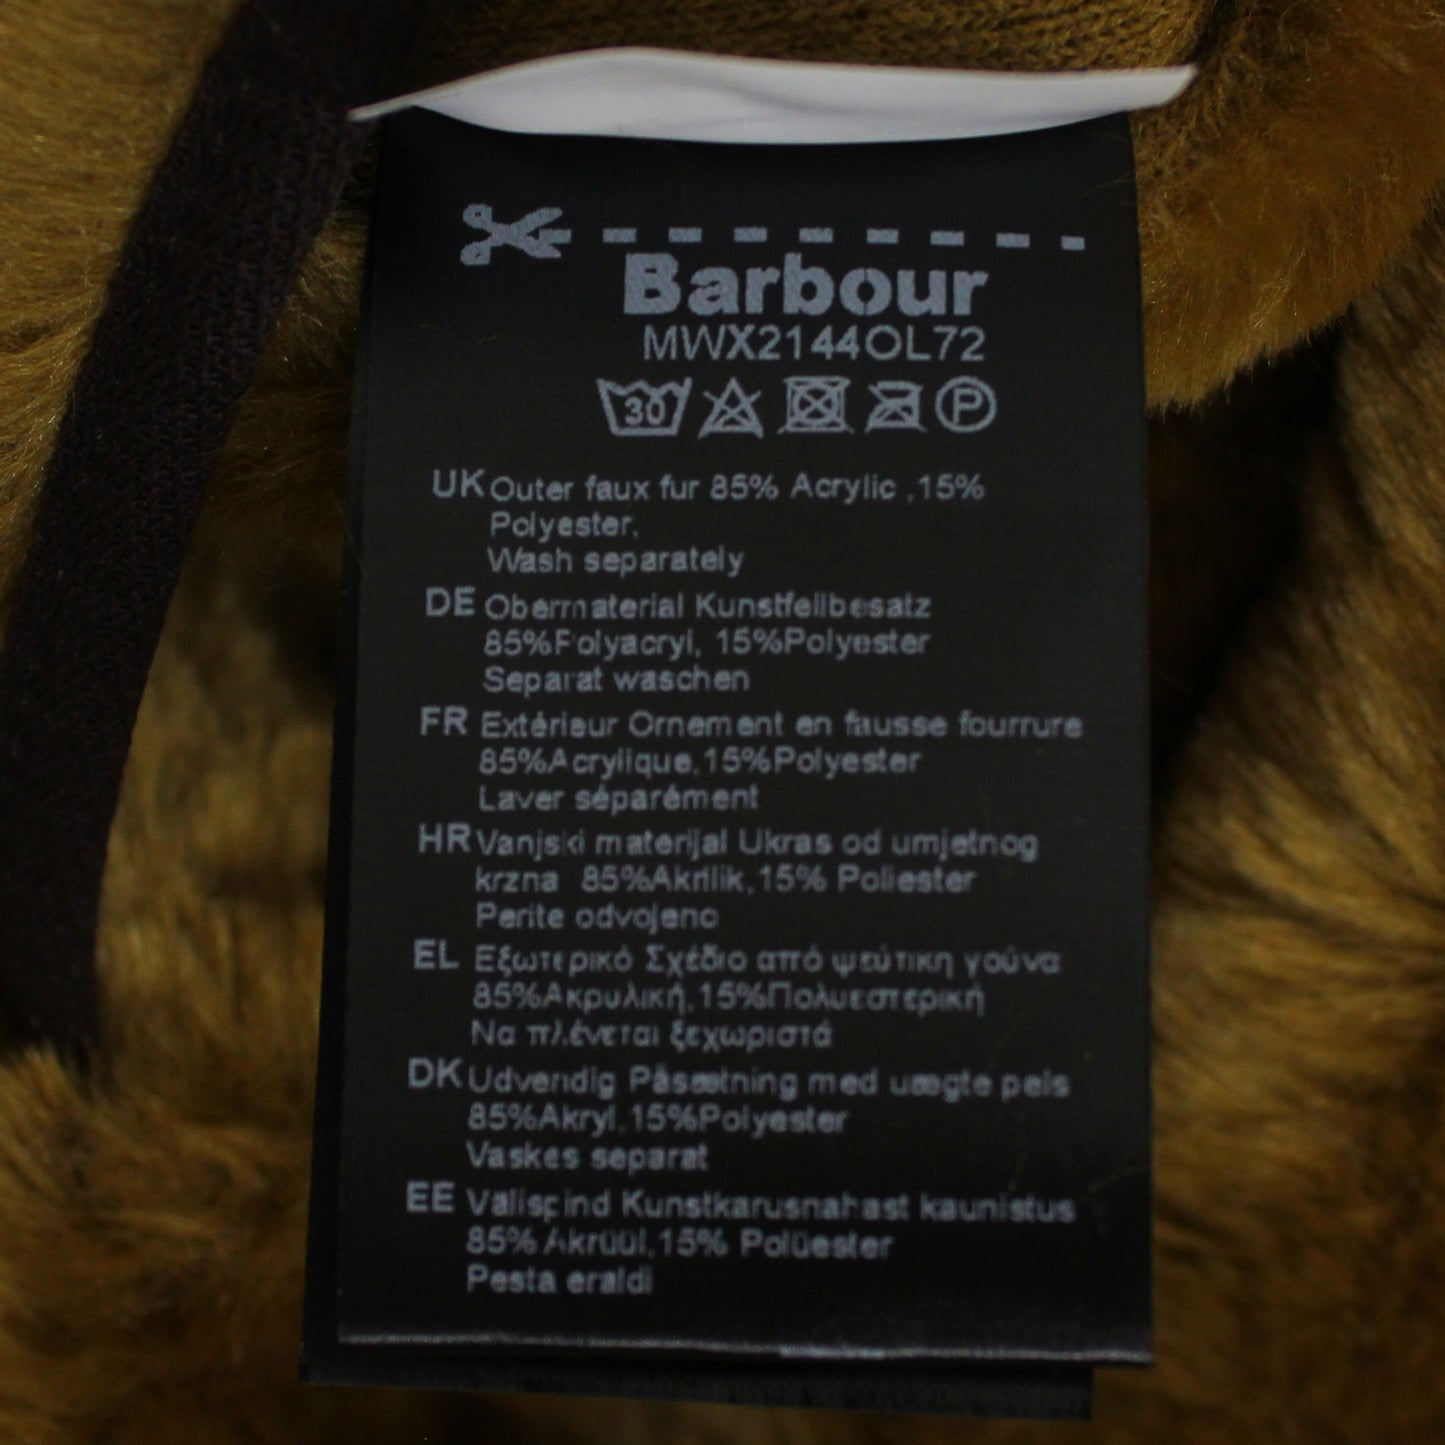 Barbour
MWX2144OL72
30 P
UK Outer faux fur 85% Acrylic ,15%
Polyester,
Wash separately
DE Obermaterial Kunstfellbesatz
85%Polyacryl, 15%Polyester
Separat waschen
FR Extérieur Ornement en fausse fourrure
85%Acrylique,15%Polyester
Laver séparément
HR Vanjski materijal Ukras od umjetnog
krzna 85%Akrilik,15% Poliester
Perite odvojeno
EL Εξωτερικό Σχέδιο από ψεύτικη γούνα
85%Ακρυλική,15%Πολυεστερική
Να πλένεται ξεχωριστά
DK Udvendig Påsætning med uægte pels
85%Akryl,15%Polyester
Vaskes separat
EE Välispind Kunstkarusnahast kaunistus
85% Akrüül,15% Polüester
Pesta eraldi